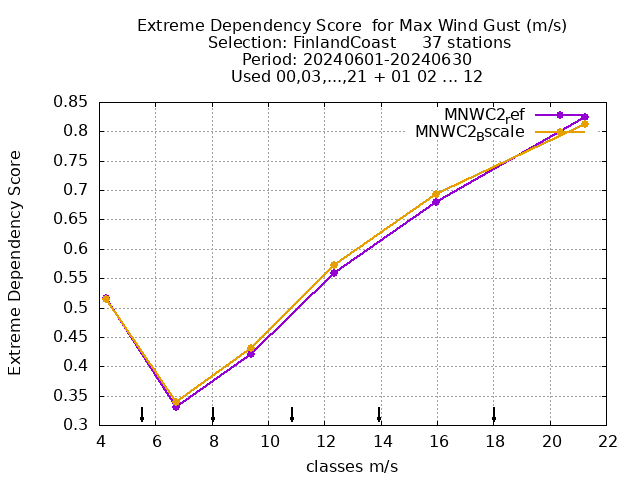 Extreme Dependency Score  for Max Wind Gust (m/s)
Selection: FinlandCoast     37 stations
Period: 20240601-20240630
Used 00,03,...,21 + 01 02 ... 12
MNWC2ref
MNWC2Bscale
Extreme Dependency Score
0.85
0.8
0.75
0.7
0.65
0.6
0.55
0.5
0.45
0.4
0.35
0.3
4 6 8 10 12 14 16 18 20 22
classes m/s